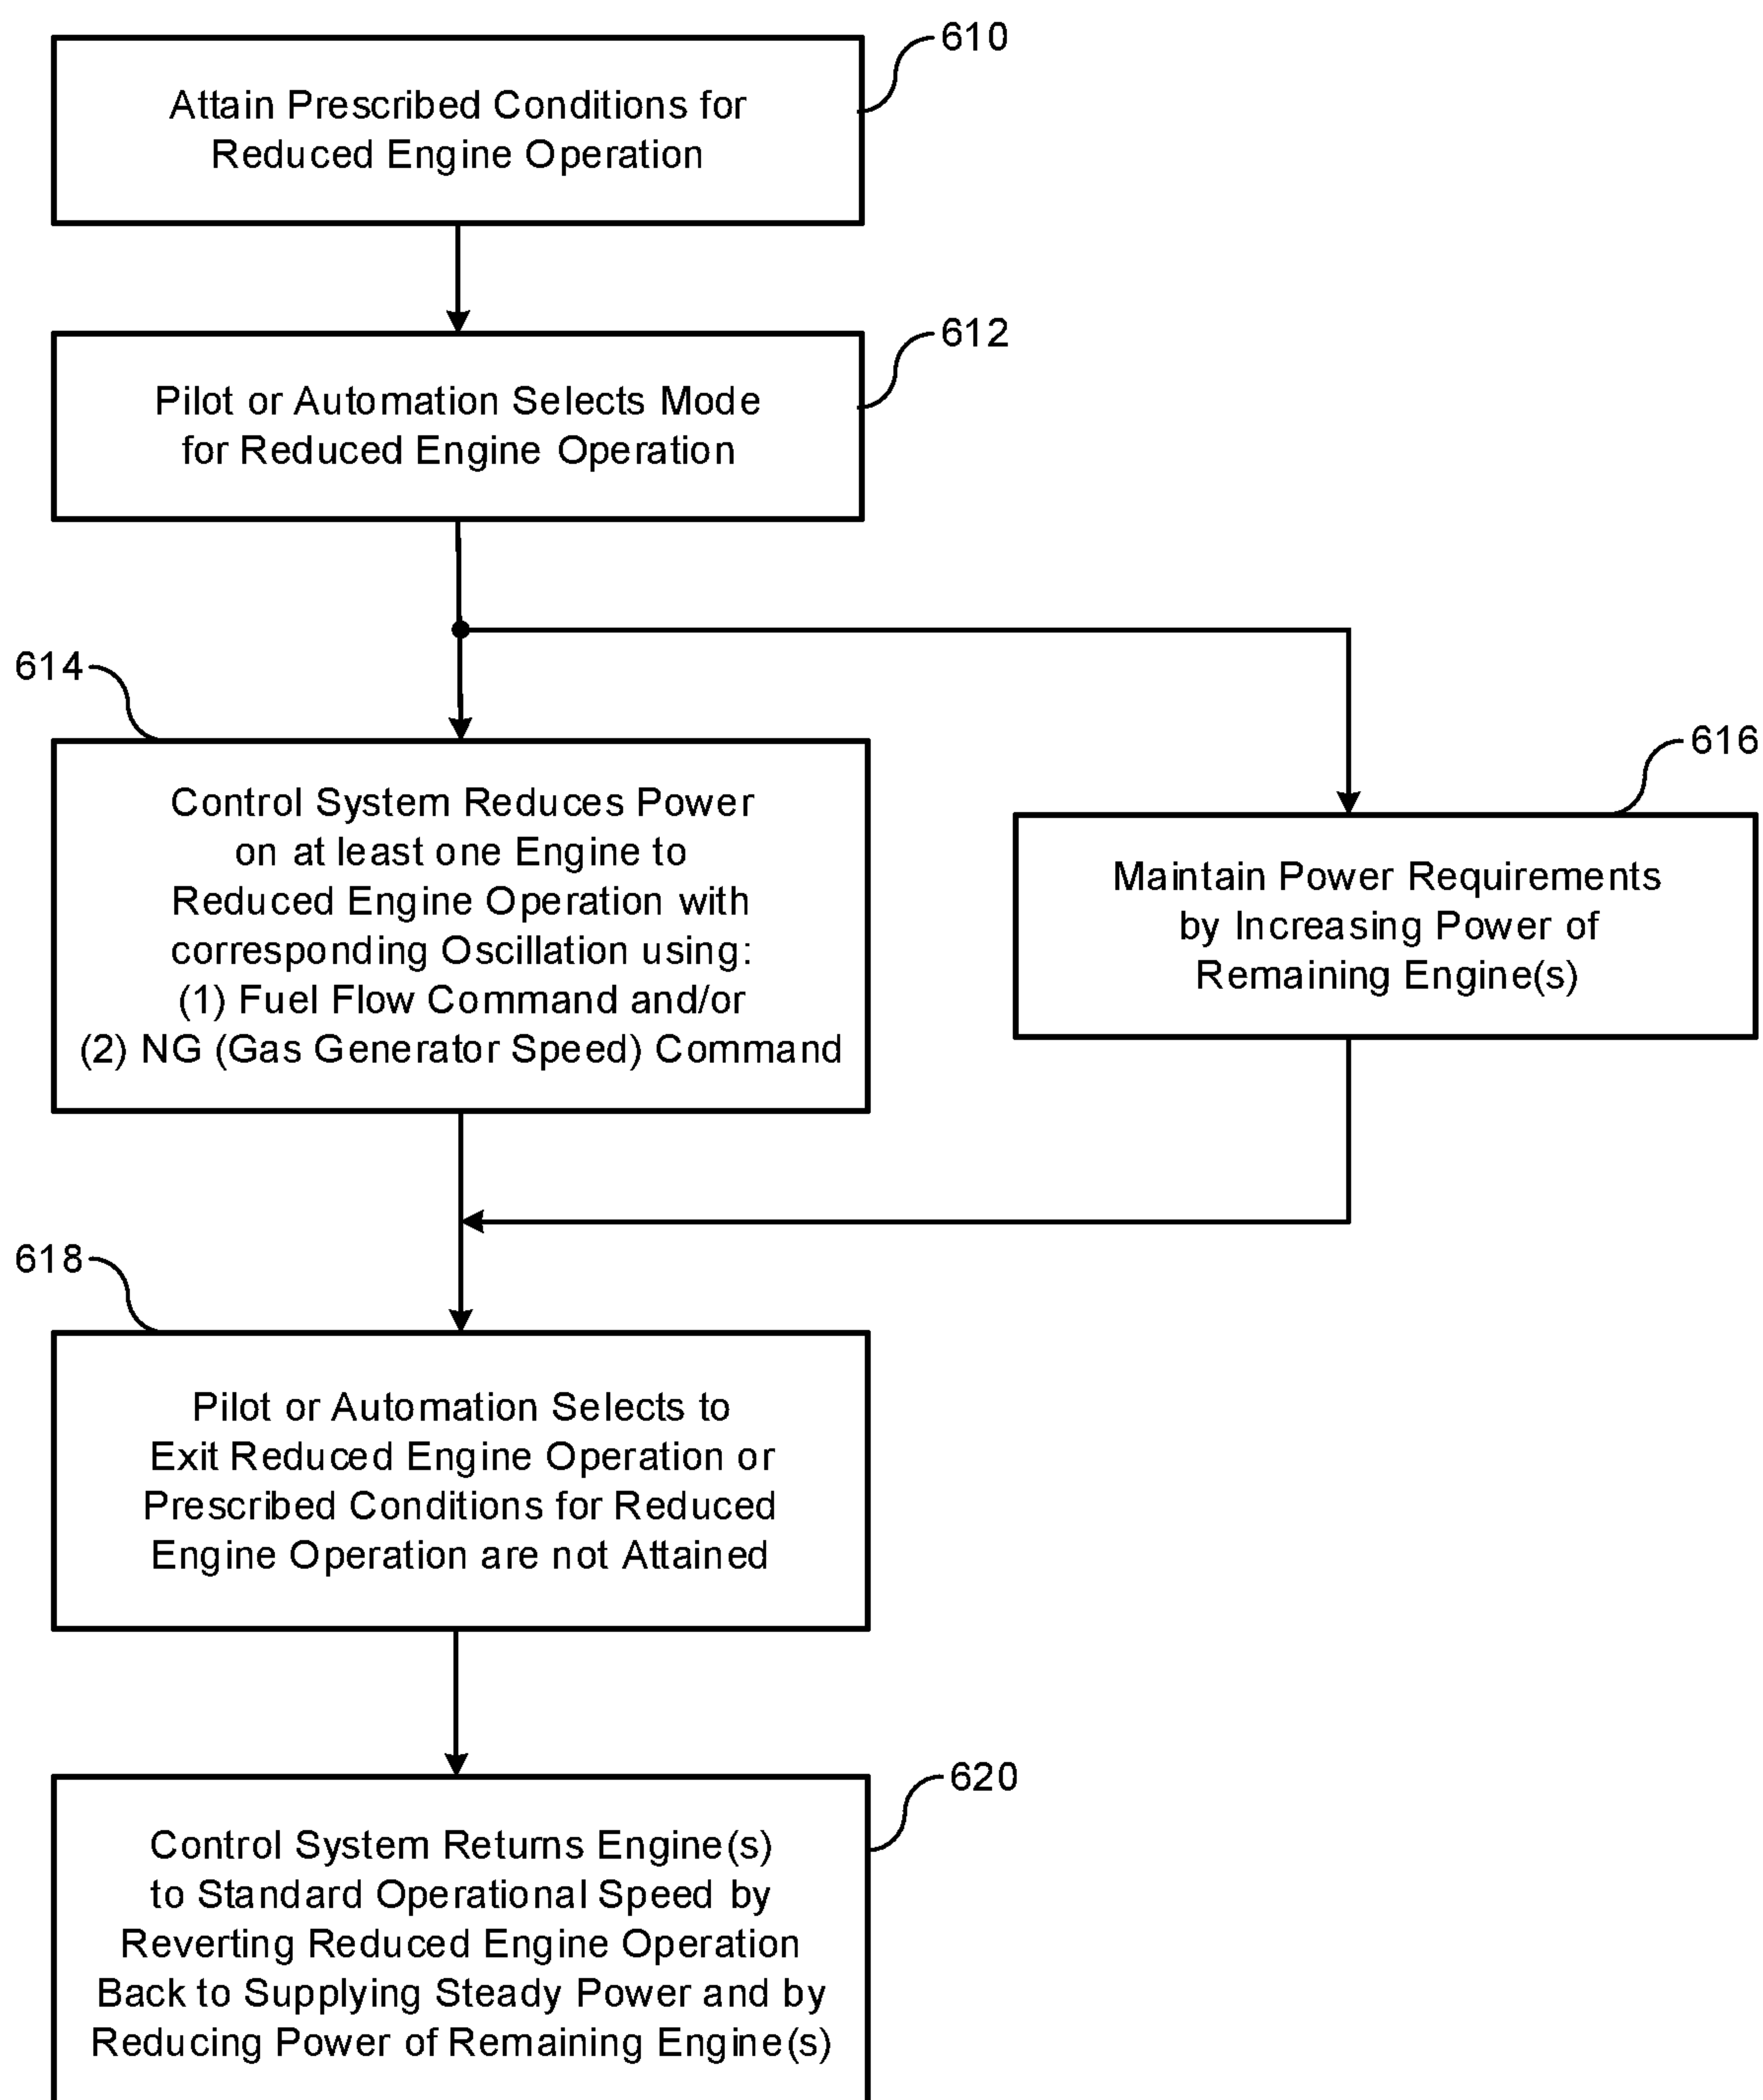 610
Attain Prescribed Conditions for
Reduced Engine Operation
612
Pilot or Automation Selects Mode
for Reduced Engine Operation
614
Control System Reduces Power
on at least one Engine to
Reduced Engine Operation with
corresponding Oscillation using:
(1) Fuel Flow Command and/or
(2) NG (Gas Generator Speed) Command
616
Maintain Power Requirements
by Increasing Power of
Remaining Engine(s)
618
Pilot or Automation Selects to
Exit Reduced Engine Operation or
Prescribed Conditions for Reduced
Engine Operation are not Attained
620
Control System Returns Engine(s)
to Standard Operational Speed by
Reverting Reduced Engine Operation
Back to Supplying Steady Power and by
Reducing Power of Remaining Engine(s)